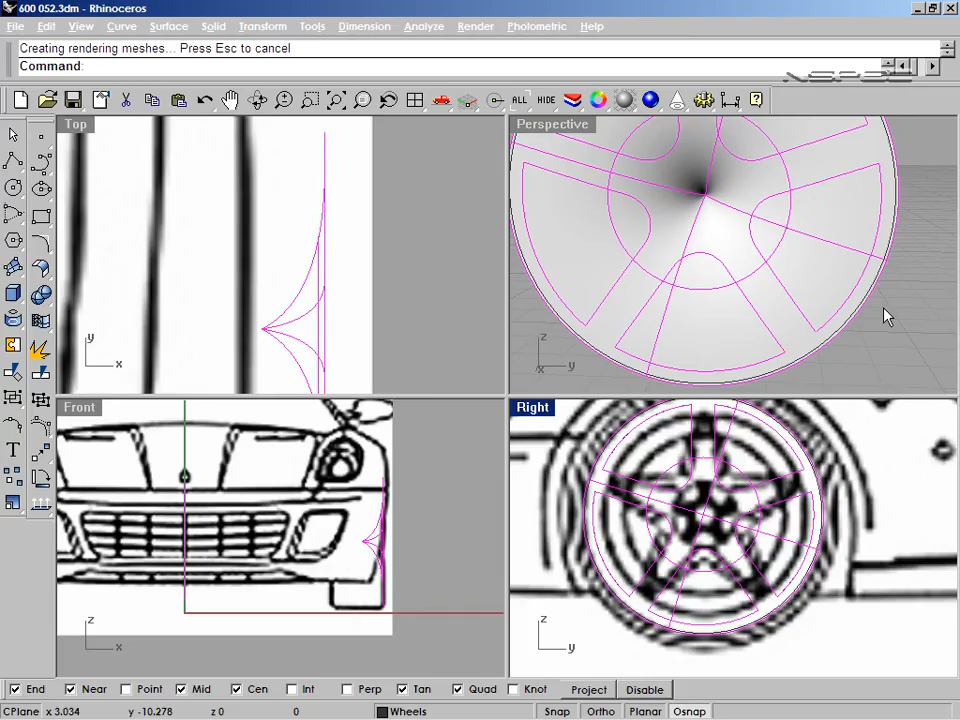 600 052.3dm - Rhinoceros
File Edit View Curve Surface Solid Transform Tools Dimension Analyze Render Photometric Help
Creating rendering meshes... Press Esc to cancel
Command:
ALL HIDE
Top
Perspective
y
x
z
y
x
Front
Right
z
x
z
y
T
End Near Point Mid Cen Int Perp Tan Quad Knot Project Disable
CPlane x 3.034 y -10.278 z 0 0 Wheels Snap Ortho Planar Osnap